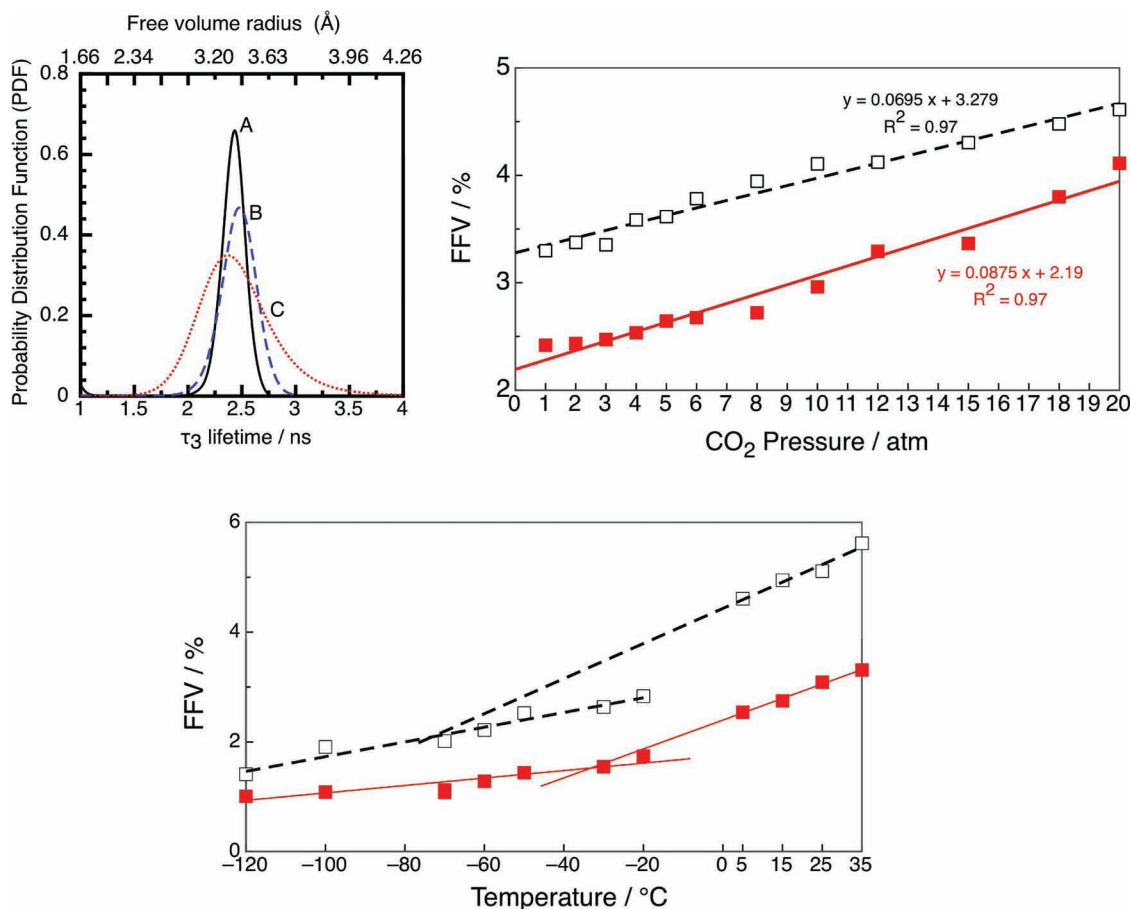 Free volume radius (Å)
1.66 2.34 3.20 3.63 3.96 4.26
Probability Distribution Function (PDF)
0.8
0.6
0.4
0.2
0
A
B
C
1 1.5 2 2.5 3 3.5 4
τ3 lifetime / ns
FFV / %
5
4
3
2
y = 0.0695 x + 3.279
R2 = 0.97
y = 0.0875 x + 2.19
R2 = 0.97
0 1 2 3 4 5 6 7 8 9 10 11 12 13 14 15 16 17 18 19 20
CO2 Pressure / atm
FFV / %
6
4
2
0
–120 –100 –80 –60 –40 –20 0 5 15 25 35
Temperature / °C